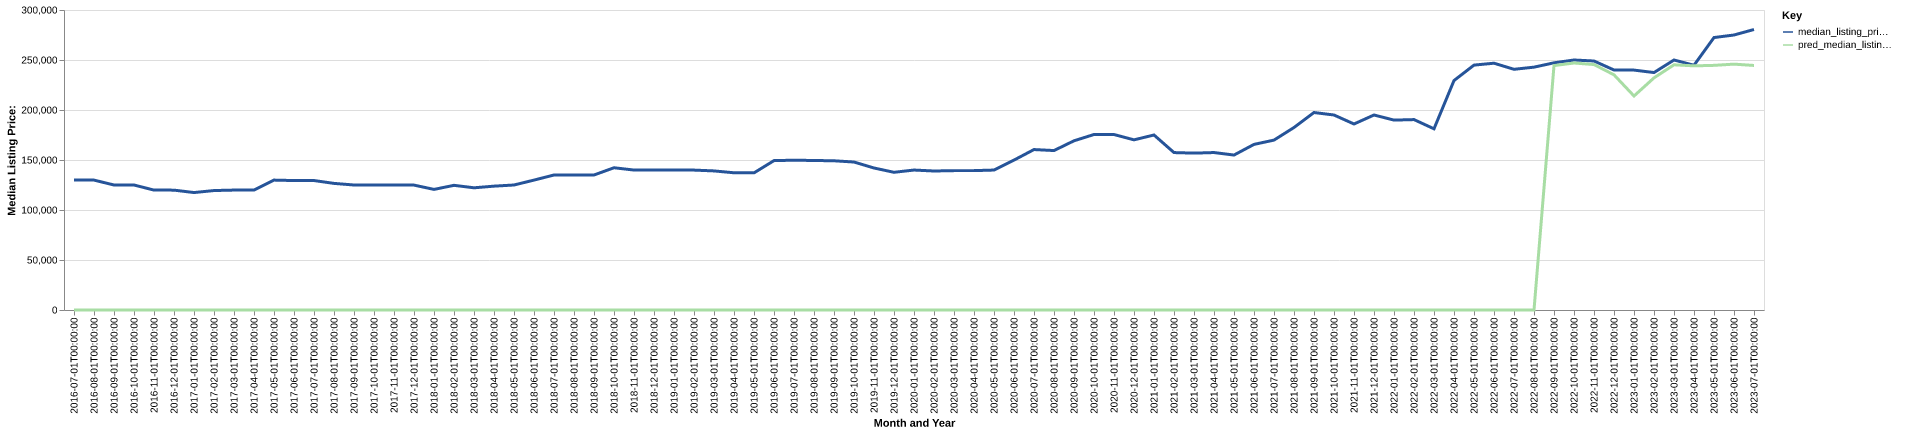 300,000
250,000
200,000
150,000
100,000
50,000
0
Median Listing Price:
2016-07-01T00:00:00
2016-08-01T00:00:00
2016-09-01T00:00:00
2016-10-01T00:00:00
2016-11-01T00:00:00
2016-12-01T00:00:00
2017-01-01T00:00:00
2017-02-01T00:00:00
2017-03-01T00:00:00
2017-04-01T00:00:00
2017-05-01T00:00:00
2017-06-01T00:00:00
2017-07-01T00:00:00
2017-08-01T00:00:00
2017-09-01T00:00:00
2017-10-01T00:00:00
2017-11-01T00:00:00
2017-12-01T00:00:00
2018-01-01T00:00:00
2018-02-01T00:00:00
2018-03-01T00:00:00
2018-04-01T00:00:00
2018-05-01T00:00:00
2018-06-01T00:00:00
2018-07-01T00:00:00
2018-08-01T00:00:00
2018-09-01T00:00:00
2018-10-01T00:00:00
2018-11-01T00:00:00
2018-12-01T00:00:00
2019-01-01T00:00:00
2019-02-01T00:00:00
2019-03-01T00:00:00
2019-04-01T00:00:00
2019-05-01T00:00:00
2019-06-01T00:00:00
2019-07-01T00:00:00
2019-08-01T00:00:00
2019-09-01T00:00:00
2019-10-01T00:00:00
2019-11-01T00:00:00
2019-12-01T00:00:00
2020-01-01T00:00:00
2020-02-01T00:00:00
2020-03-01T00:00:00
2020-04-01T00:00:00
2020-05-01T00:00:00
2020-06-01T00:00:00
2020-07-01T00:00:00
2020-08-01T00:00:00
2020-09-01T00:00:00
2020-10-01T00:00:00
2020-11-01T00:00:00
2020-12-01T00:00:00
2021-01-01T00:00:00
2021-02-01T00:00:00
2021-03-01T00:00:00
2021-04-01T00:00:00
2021-05-01T00:00:00
2021-06-01T00:00:00
2021-07-01T00:00:00
2021-08-01T00:00:00
2021-09-01T00:00:00
2021-10-01T00:00:00
2021-11-01T00:00:00
2021-12-01T00:00:00
2022-01-01T00:00:00
2022-02-01T00:00:00
2022-03-01T00:00:00
2022-04-01T00:00:00
2022-05-01T00:00:00
2022-06-01T00:00:00
2022-07-01T00:00:00
2022-08-01T00:00:00
2022-09-01T00:00:00
2022-10-01T00:00:00
2022-11-01T00:00:00
2022-12-01T00:00:00
2023-01-01T00:00:00
2023-02-01T00:00:00
2023-03-01T00:00:00
2023-04-01T00:00:00
2023-05-01T00:00:00
2023-06-01T00:00:00
2023-07-01T00:00:00
Month and Year
Key
median_listing_pri…
pred_median_listin…